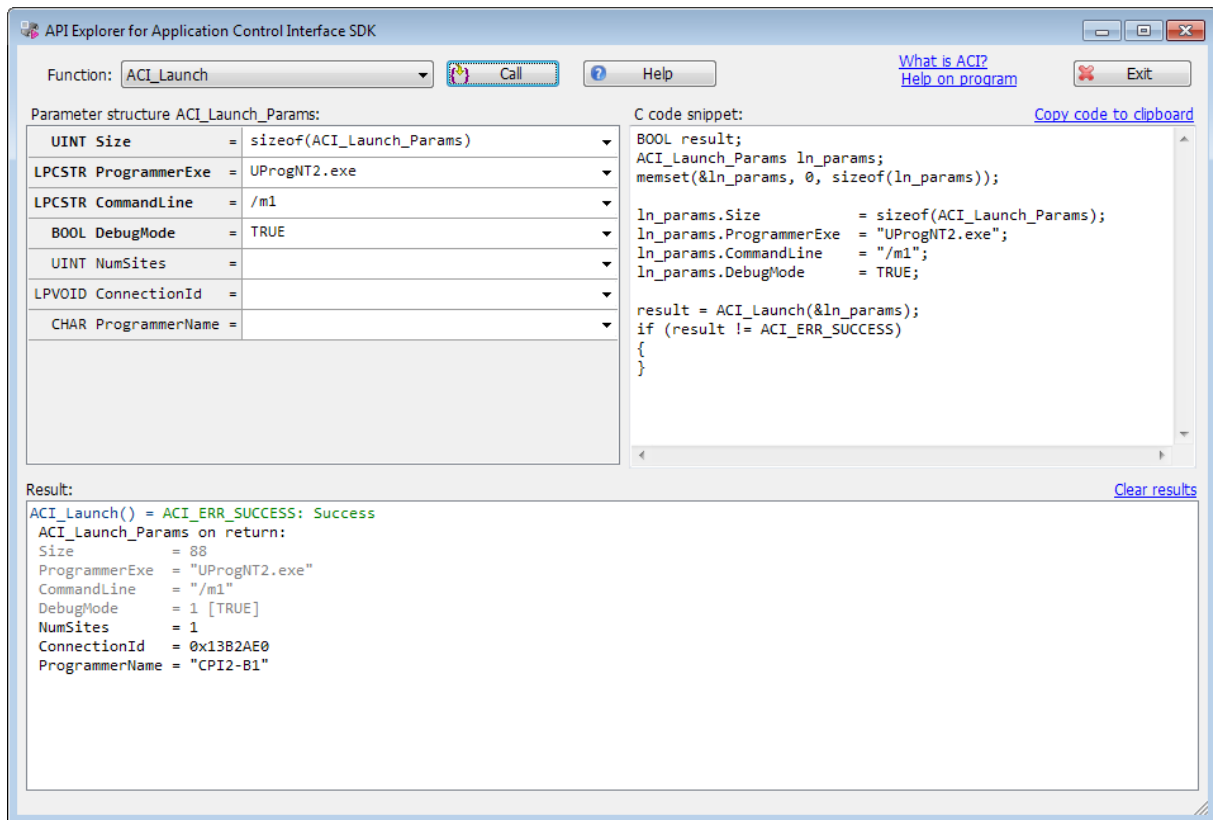 API Explorer for Application Control Interface SDK
Function: ACI_Launch Call Help What is ACI? Exit
Help on program
Parameter structure ACI_Launch_Params:
UINT Size = sizeof(ACI_Launch_Params)
LPCSTR ProgrammerExe = UProgNT2.exe
LPCSTR CommandLine = /m1
BOOL DebugMode = TRUE
UINT NumSites =
LPVOID ConnectionId =
CHAR ProgrammerName =
C code snippet: Copy code to clipboard
BOOL result;
ACI_Launch_Params ln_params;
memset(&ln_params, 0, sizeof(ln_params));
ln_params.Size = sizeof(ACI_Launch_Params);
ln_params.ProgrammerExe = "UProgNT2.exe";
ln_params.CommandLine = "/m1";
ln_params.DebugMode = TRUE;
result = ACI_Launch(&ln_params);
if (result != ACI_ERR_SUCCESS)
{
}
Result: Clear results
ACI_Launch() = ACI_ERR_SUCCESS: Success
ACI_Launch_Params on return:
Size = 88
ProgrammerExe = "UProgNT2.exe"
CommandLine = "/m1"
DebugMode = 1 [TRUE]
NumSites = 1
ConnectionId = 0x13B2AE0
ProgrammerName = "CPI2-B1"